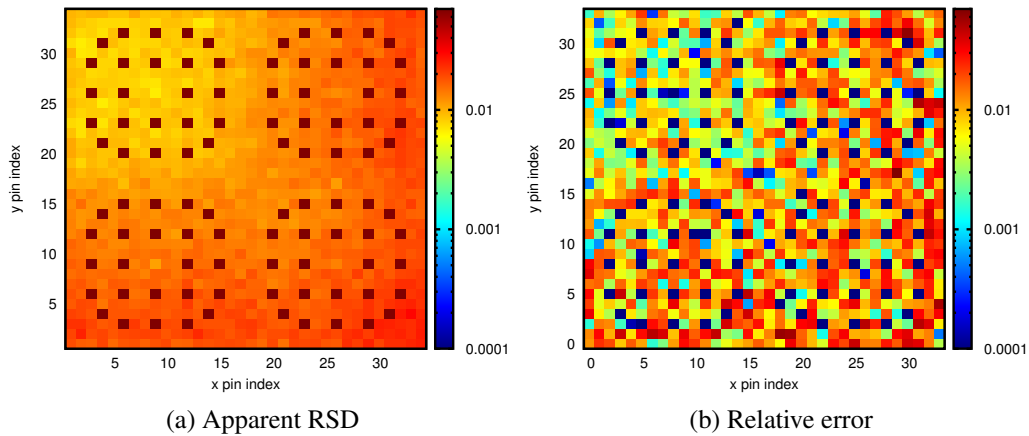 30
25
20
15
10
5
y pin index
5 10 15 20 25 30
x pin index
0.01
0.001
0.0001
(a) Apparent RSD
30
25
20
15
10
5
0
y pin index
0 5 10 15 20 25 30
x pin index
0.01
0.001
0.0001
(b) Relative error